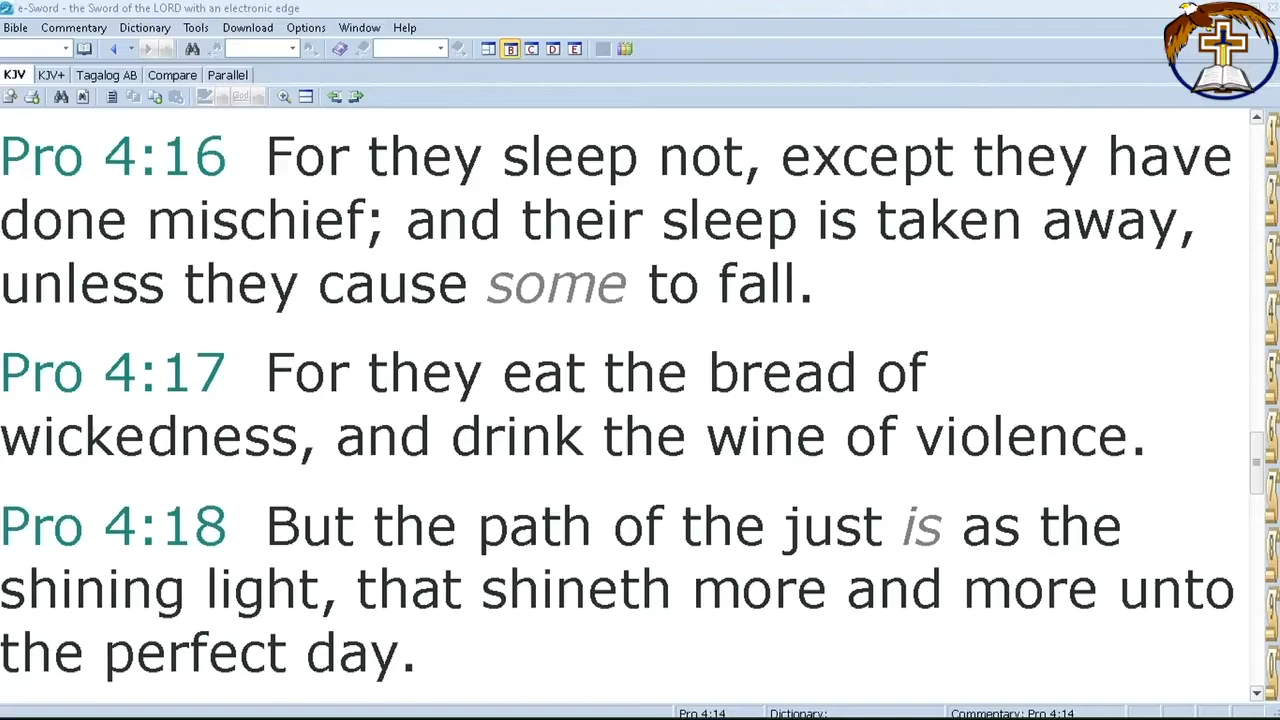 e-Sword - the Sword of the LORD with an electronic edge
Bible Commentary Dictionary Tools Download Options Window Help
B C D E
KJV KJV+ Tagalog AB Compare Parallel
God
Pro 4:16 For they sleep not, except they have
done mischief; and their sleep is taken away,
unless they cause some to fall.
Pro 4:17 For they eat the bread of
wickedness, and drink the wine of violence.
Pro 4:18 But the path of the just is as the
shining light, that shineth more and more unto
the perfect day.
Pro 4:14 Dictionary: Commentary: Pro 4:14